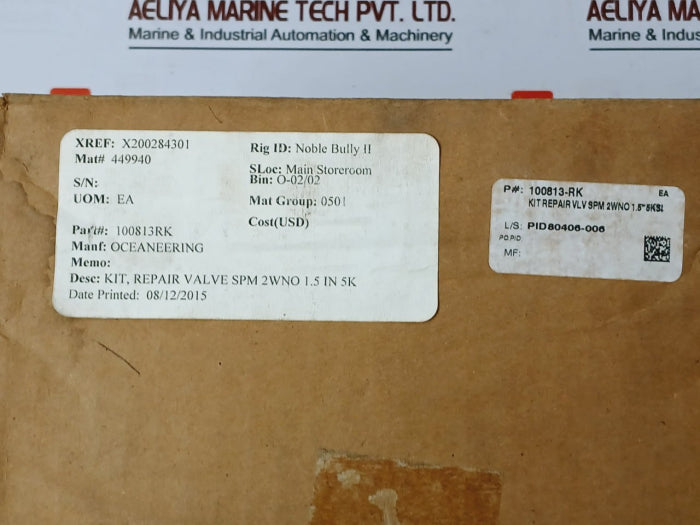 AELIYA MARINE TECH PVT. LTD.
Marine & Industrial Automation & Machinery
AELIYA MA
Marine & Indus
XREF: X200284301
Mat# 449940
S/N:
UOM: EA
Part#: 100813RK
Manf: OCEANEERING
Memo:
Desc: KIT, REPAIR VALVE SPM 2WNO 1.5 IN 5K
Date Printed: 08/12/2015
Rig ID: Noble Bully II
SLoc: Main Storeroom
Bin: O-02/02
Mat Group: 0501
Cost(USD)
P#: 100813-RK EA
KIT REPAIR VLV SPM 2WNO 1.5"
L/S: PID80406-006
PO PID:
MF: